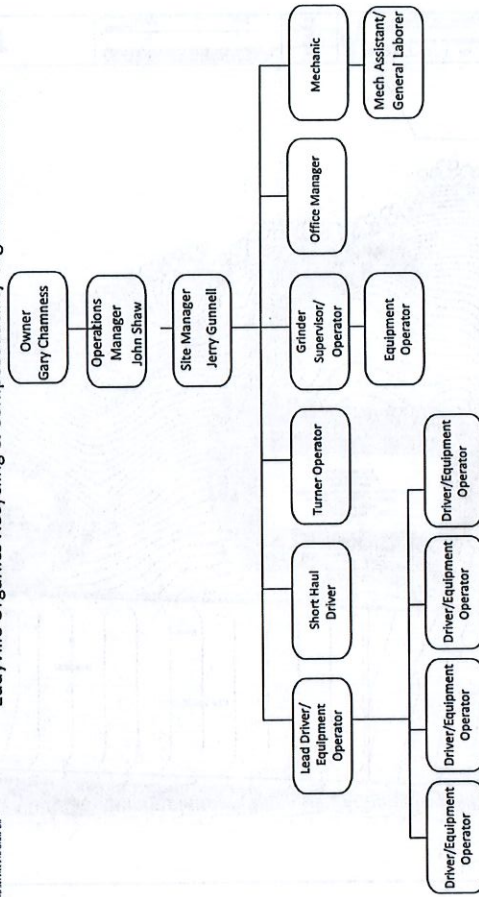 Owner
Gary Chamness
Operations
Manager
John Shaw
Site Manager
Jerry Gunnell
Lead Driver/
Equipment
Operator
Short Haul
Driver
Turner Operator
Grinder
Supervisor/
Operator
Office Manager
Mechanic
Equipment
Operator
Mech Assistant/
General Laborer
Driver/Equipment
Operator
Driver/Equipment
Operator
Driver/Equipment
Operator
Driver/Equipment
Operator